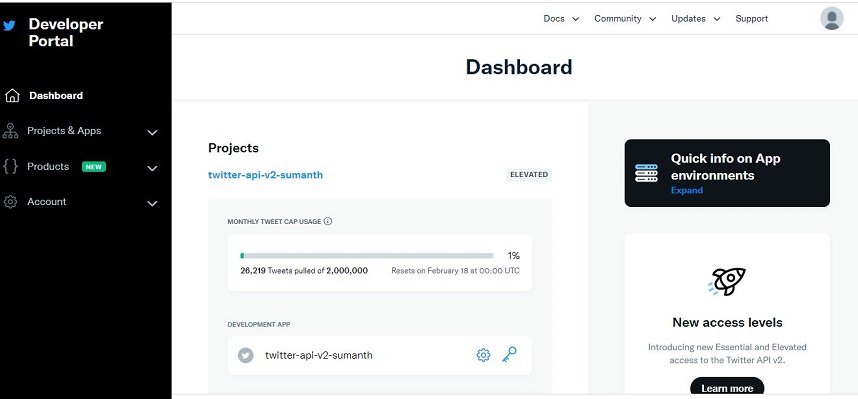 Developer
Portal
Docs
Community
Updates
Support
Dashboard
Dashboard
Projects & Apps
Products
NEW
Account
Projects
twitter-api-v2-sumanth
ELEVATED
MONTHLY TWEET CAP USAGE
1%
26,219 Tweets pulled of 2,000,000
Resets on February 18 at 00:00 UTC
DEVELOPMENT APP
twitter-api-v2-sumanth
Quick info on App
environments
Expand
New access levels
Introducing new Essential and Elevated
access to the Twitter API v2.
Learn more